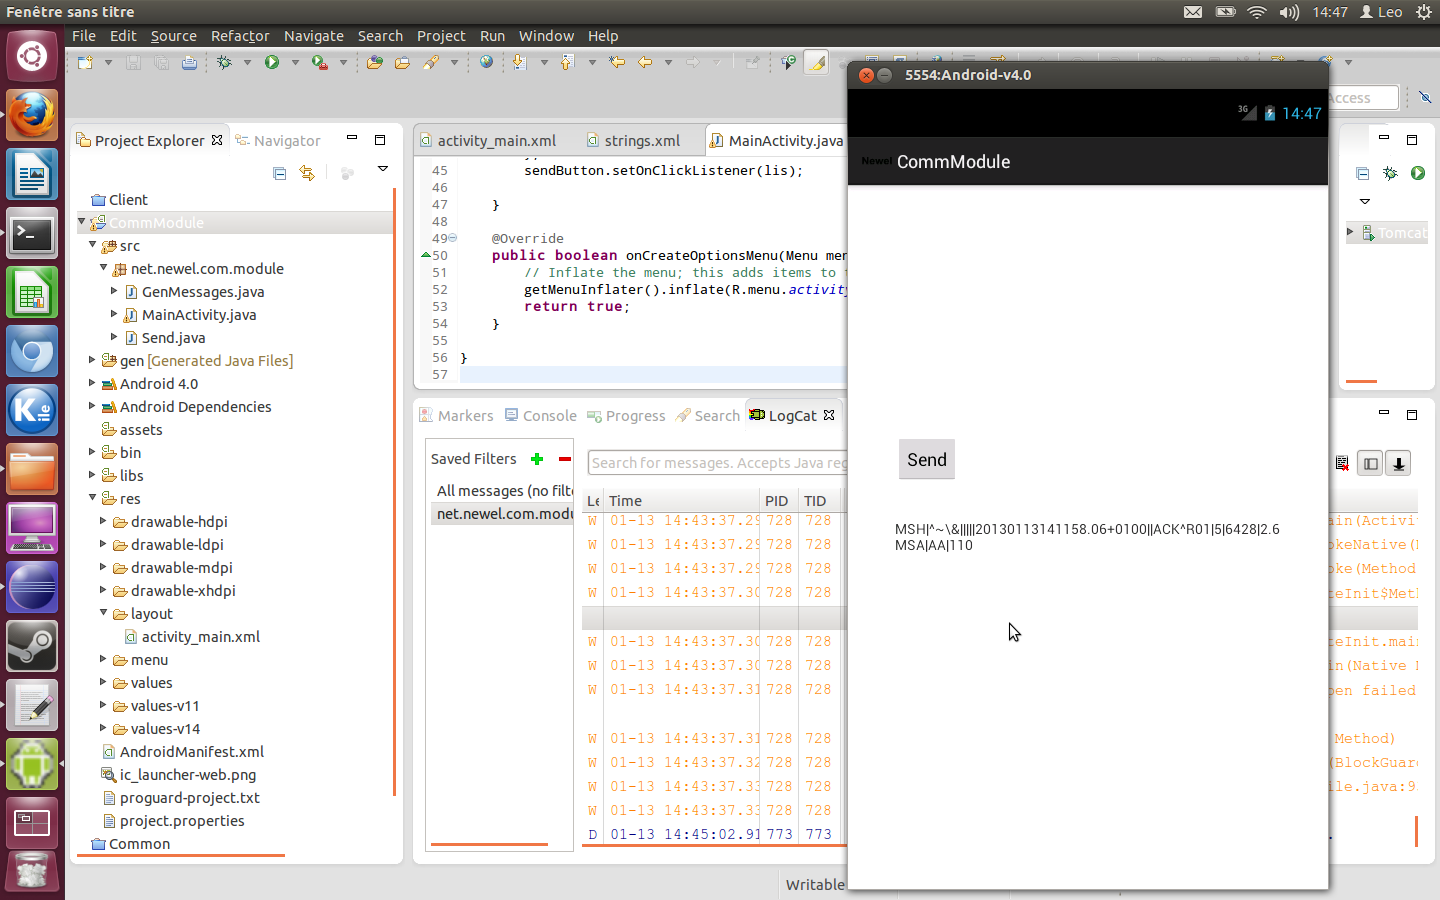 Fenêtre sans titre
14:47
Leo
File Edit Source Refactor Navigate Search Project Run Window Help
5554:Android-v4.0
Access
3G
14:47
Newel CommModule
Send
MSH|^~\&|||||20130113141158.06+0100||ACK^R01|5|6428|2.6
MSA|AA|110
Project Explorer
Navigator
Client
CommModule
src
net.newel.com.module
GenMessages.java
MainActivity.java
Send.java
gen [Generated Java Files]
Android 4.0
Android Dependencies
assets
bin
libs
res
drawable-hdpi
drawable-ldpi
drawable-mdpi
drawable-xhdpi
layout
activity_main.xml
menu
values
values-v11
values-v14
AndroidManifest.xml
ic_launcher-web.png
proguard-project.txt
project.properties
Common
activity_main.xml
strings.xml
MainActivity.java
45 sendButton.setOnClickListener(lis);
46
47 }
48
49 @Override
50 public boolean onCreateOptionsMenu(Menu men
51 // Inflate the menu; this adds items to t
52 getMenuInflater().inflate(R.menu.activity
53 return true;
54 }
55
56 }
57
Tomcat
Markers
Console
Progress
Search
LogCat
Saved Filters
All messages (no filte
net.newel.com.modu
Search for messages. Accepts Java reg
Le Time PID TID
W 01-13 14:43:37.29 728 728 ain(Activit
W 01-13 14:43:37.29 728 728 okeNative(M
W 01-13 14:43:37.29 728 728 oke(Method
W 01-13 14:43:37.30 728 728 eInit$Meth
W 01-13 14:43:37.30 728 728 eInit.main
W 01-13 14:43:37.30 728 728 in(Native M
W 01-13 14:43:37.31 728 728 pen failed
W 01-13 14:43:37.31 728 728 Method)
W 01-13 14:43:37.32 728 728 (BlockGuar
W 01-13 14:43:37.33 728 728 ile.java:9
W 01-13 14:43:37.33 728 728
D 01-13 14:45:02.91 773 773
Writable